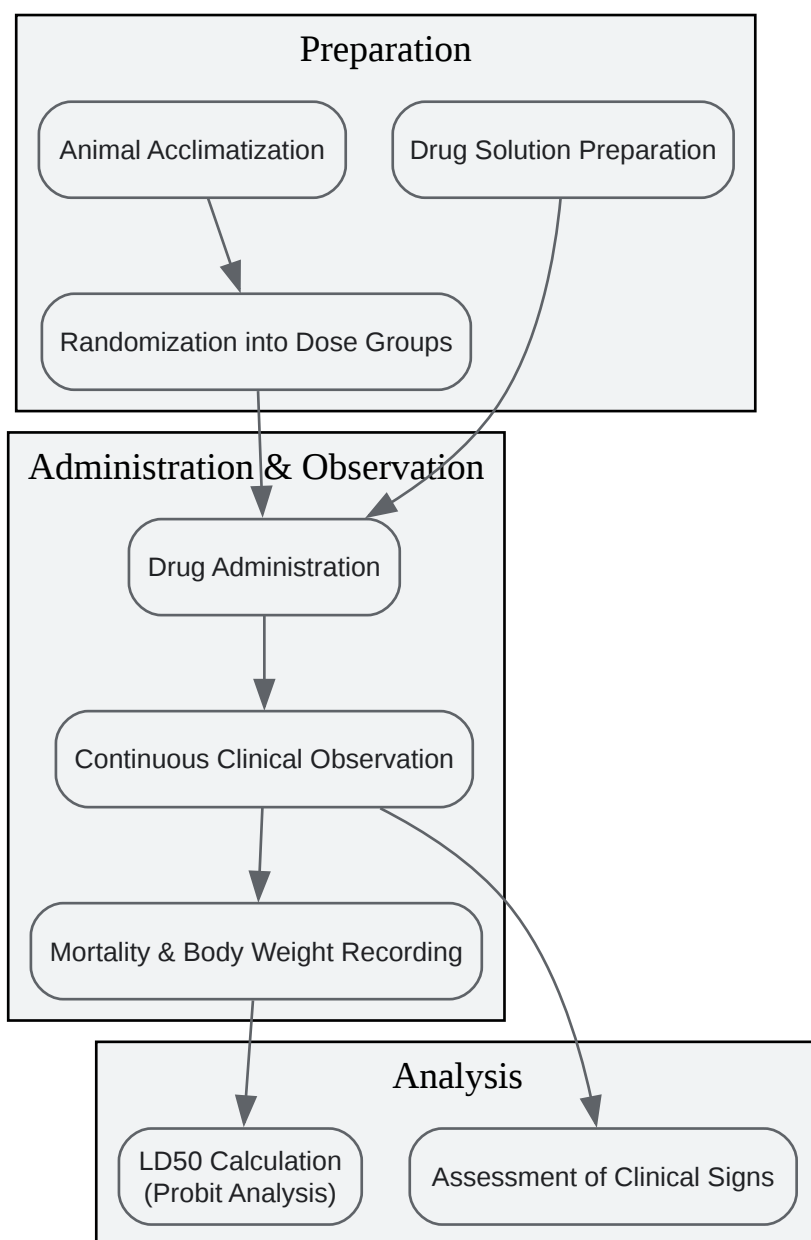 Preparation
Animal Acclimatization
Drug Solution Preparation
Randomization into Dose Groups
Administration & Observation
Drug Administration
Continuous Clinical Observation
Mortality & Body Weight Recording
Analysis
LD50 Calculation
(Probit Analysis)
Assessment of Clinical Signs